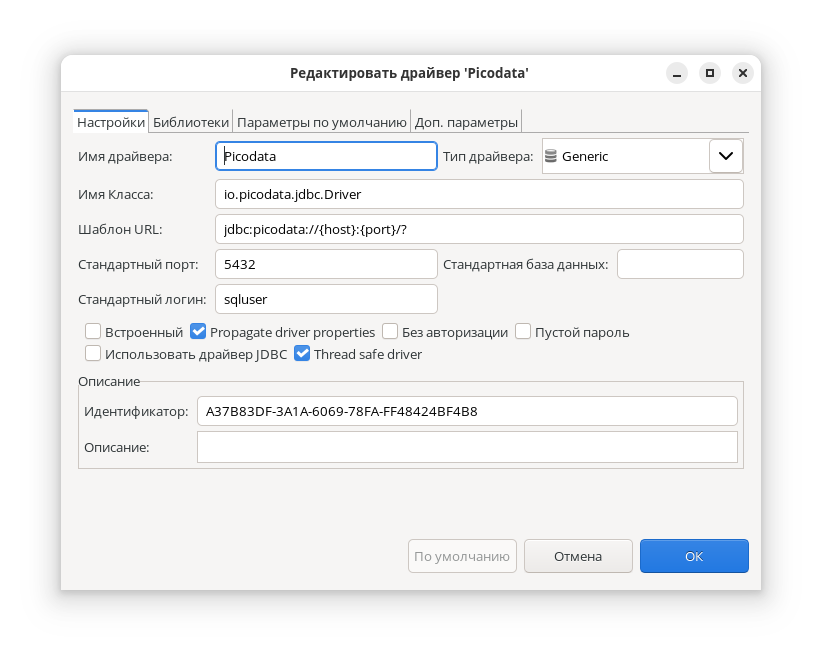 Редактировать драйвер 'Picodata'
Настройки Библиотеки Параметры по умолчанию Доп. параметры
Имя драйвера: Picodata Тип драйвера: Generic
Имя Класса: io.picodata.jdbc.Driver
Шаблон URL: jdbc:picodata://{host}:{port}/?
Стандартный порт: 5432 Стандартная база данных:
Стандартный логин: sqluser
Встроенный Propagate driver properties Без авторизации Пустой пароль
Использовать драйвер JDBC Thread safe driver
Описание
Идентификатор: A37B83DF-3A1A-6069-78FA-FF48424BF4B8
Описание:
По умолчанию Отмена ОК